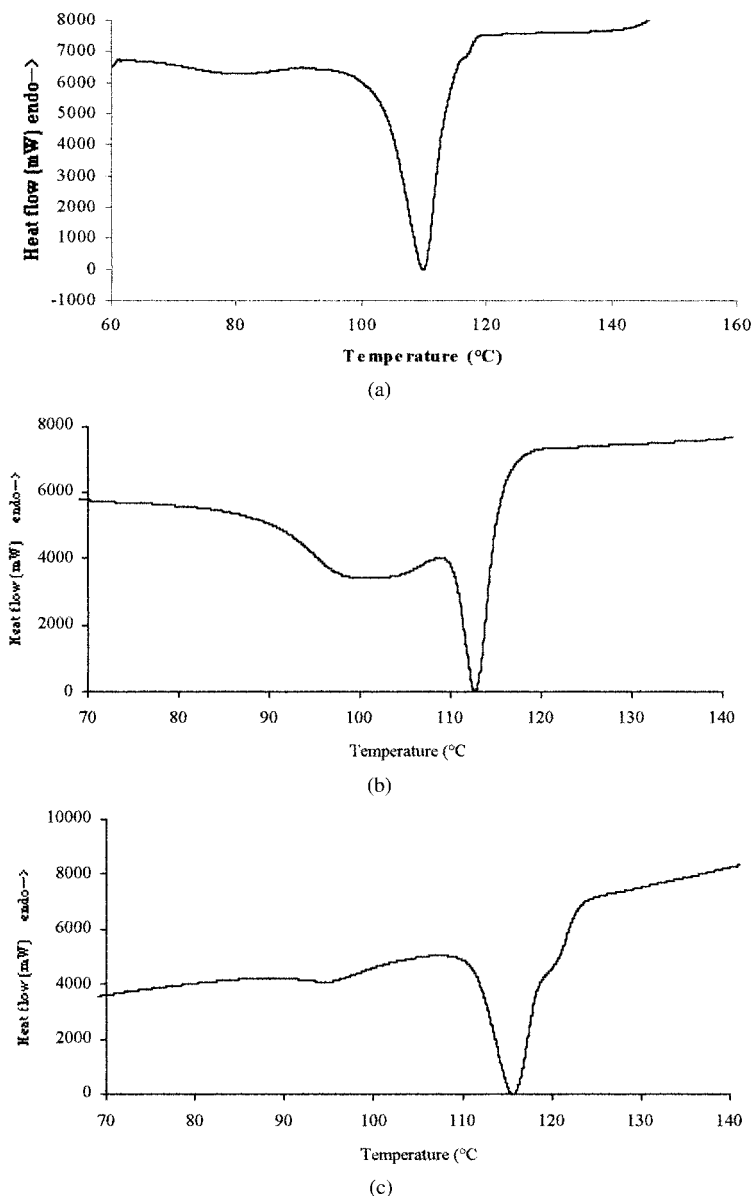 8000
7000
6000
5000
4000
3000
2000
1000
0
-1000
Heat flow (mW) endo-->
60 80 100 120 140 160
Temperature (°C)
(a)
8000
6000
4000
2000
0
Heat flow (mW) endo-->
70 80 90 100 110 120 130 140
Temperature (°C
(b)
10000
8000
6000
4000
2000
0
Heat flow (mW) endo-->
70 80 90 100 110 120 130 140
Temperature (°C
(c)